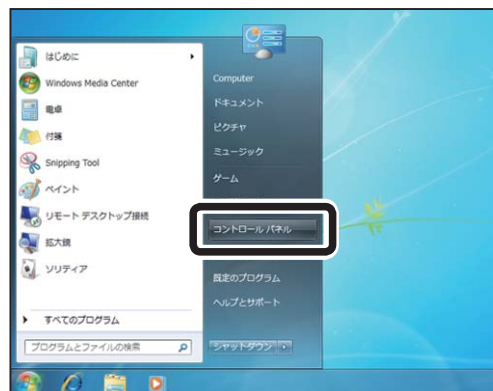 はじめに
Windows Media Center
電卓
付箋
Snipping Tool
ペイント
リモート デスクトップ接続
拡大鏡
ソリティア
すべてのプログラム
プログラムとファイルの検索
Computer
ドキュメント
ピクチャ
ミュージック
ゲーム
コントロール パネル
既定のプログラム
ヘルプとサポート
シャットダウン